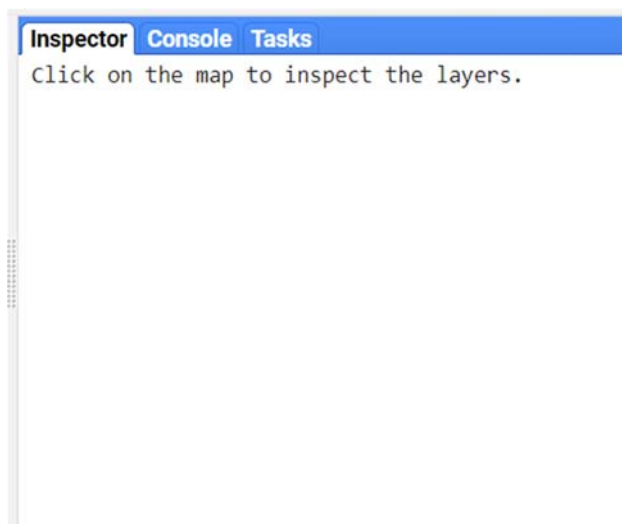 Inspector Console Tasks
Click on the map to inspect the layers.